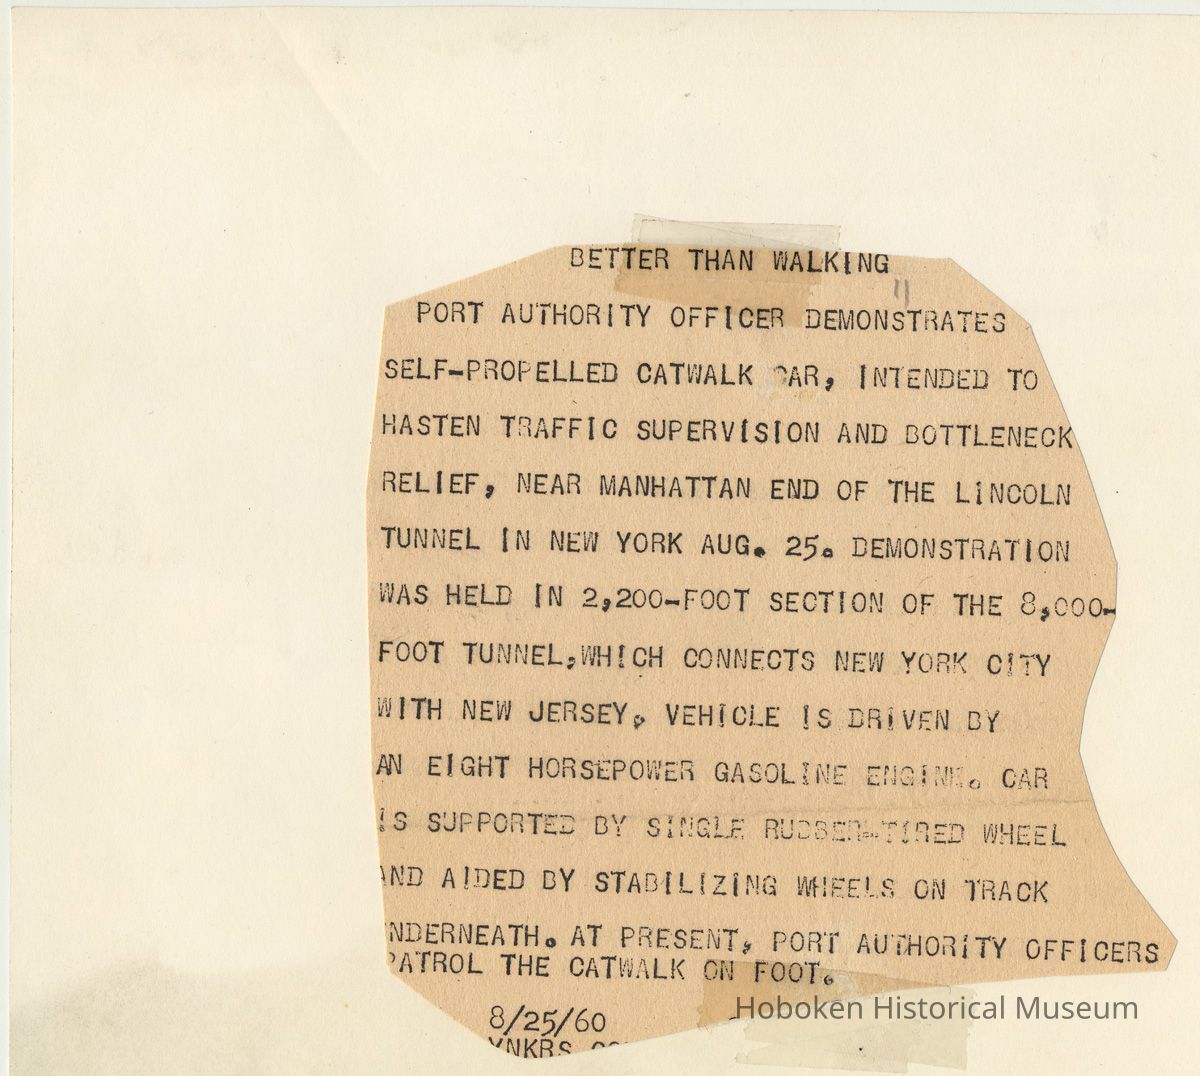 BETTER THAN WALKING
PORT AUTHORITY OFFICER DEMONSTRATES
SELF-PROPELLED CATWALK CAR, INTENDED TO
HASTEN TRAFFIC SUPERVISION AND BOTTLENECK
RELIEF, NEAR MANHATTAN END OF THE LINCOLN
TUNNEL IN NEW YORK AUG. 25. DEMONSTRATION
WAS HELD IN 2,200-FOOT SECTION OF THE 8,000-
FOOT TUNNEL,WHICH CONNECTS NEW YORK CITY
WITH NEW JERSEY. VEHICLE IS DRIVEN BY
AN EIGHT HORSEPOWER GASOLINE ENGINE. CAR
IS SUPPORTED BY SINGLE RUBBER-TIRED WHEEL
AND AIDED BY STABILIZING WHEELS ON TRACK
NDERNEATH. AT PRESENT, PORT AUTHORITY OFFICERS
PATROL THE CATWALK ON FOOT.
Hoboken Historical Museum
8/25/60
YNKRS